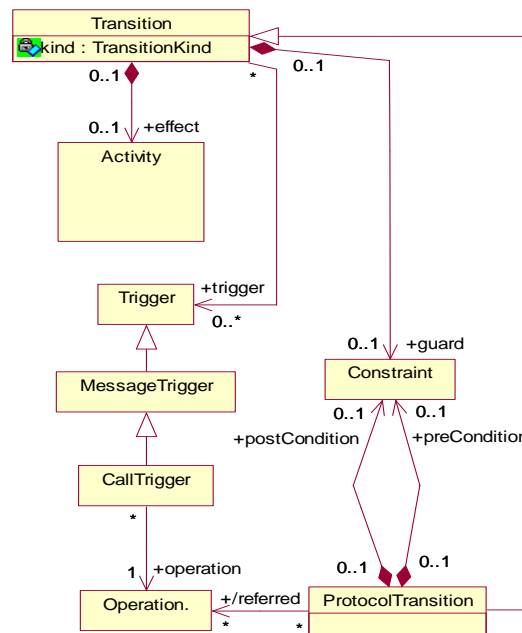 Transition
kind : TransitionKind
0..1
*
0..1
0..1
+effect
Activity
+trigger
Trigger
0..*
0..1
+guard
MessageTrigger
Constraint
0..1
0..1
+postCondition
+preCondition
CallTrigger
*
0..1
0..1
1
+operation
+/referred
Operation.
*
*
ProtocolTransition